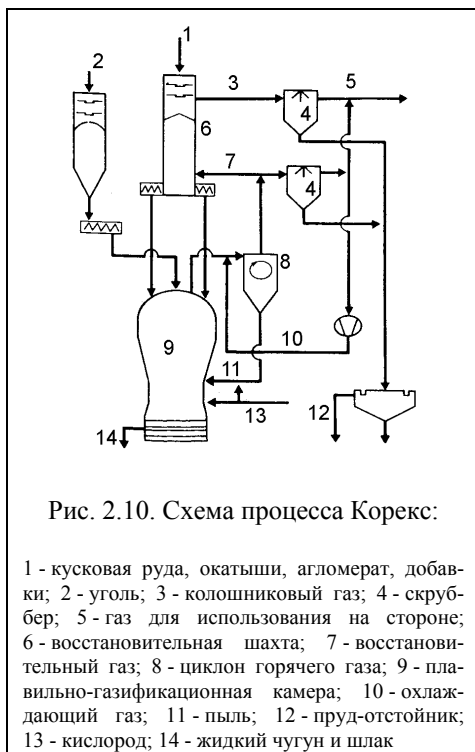 1
2
3
5
4
6
7
4
8
9
10
11
13
12
14
Рис. 2.10. Схема процесса Корекс:
1 - кусковая руда, окатыши, агломерат, добав-
ки; 2 - уголь; 3 - колошниковый газ; 4 - скруб-
бер; 5 - газ для использования на стороне;
6 - восстановительная шахта; 7 - восстанови-
тельный газ; 8 - циклон горячего газа; 9 - пла-
вильно-газификационная камера; 10 - охлаж-
дающий газ; 11 - пыль; 12 - пруд-отстойник;
13 - кислород; 14 - жидкий чугун и шлак